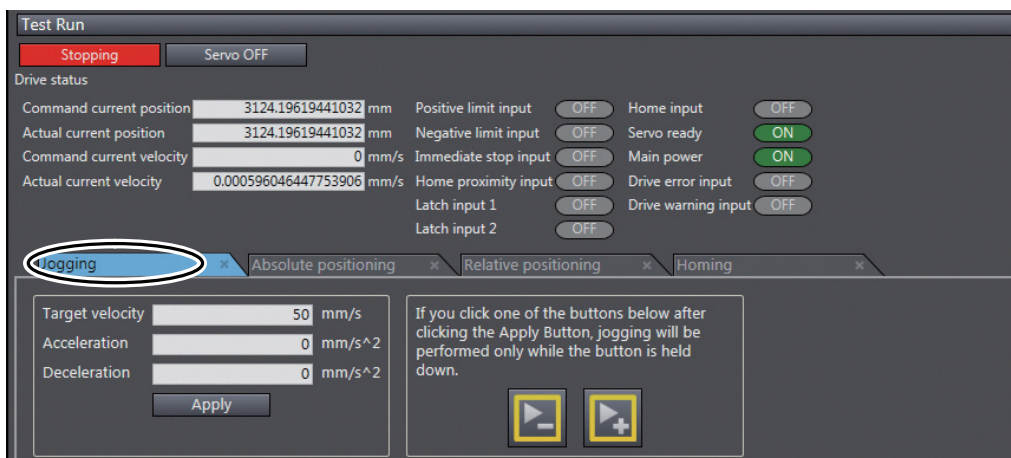 Test Run
Stopping Servo OFF
Drive status
Command current position 3124.19619441032 mm Positive limit input OFF Home input OFF
Actual current position 3124.19619441032 mm Negative limit input OFF Servo ready ON
Command current velocity 0 mm/s Immediate stop input OFF Main power ON
Actual current velocity 0.000596046447753906 mm/s Home proximity input OFF Drive error input OFF
Latch input 1 OFF Drive warning input OFF
Latch input 2 OFF
Jogging × Absolute positioning × Relative positioning × Homing ×
Target velocity 50 mm/s
Acceleration 0 mm/s^2
Deceleration 0 mm/s^2
Apply
If you click one of the buttons below after
clicking the Apply Button, jogging will be
performed only while the button is held
down.